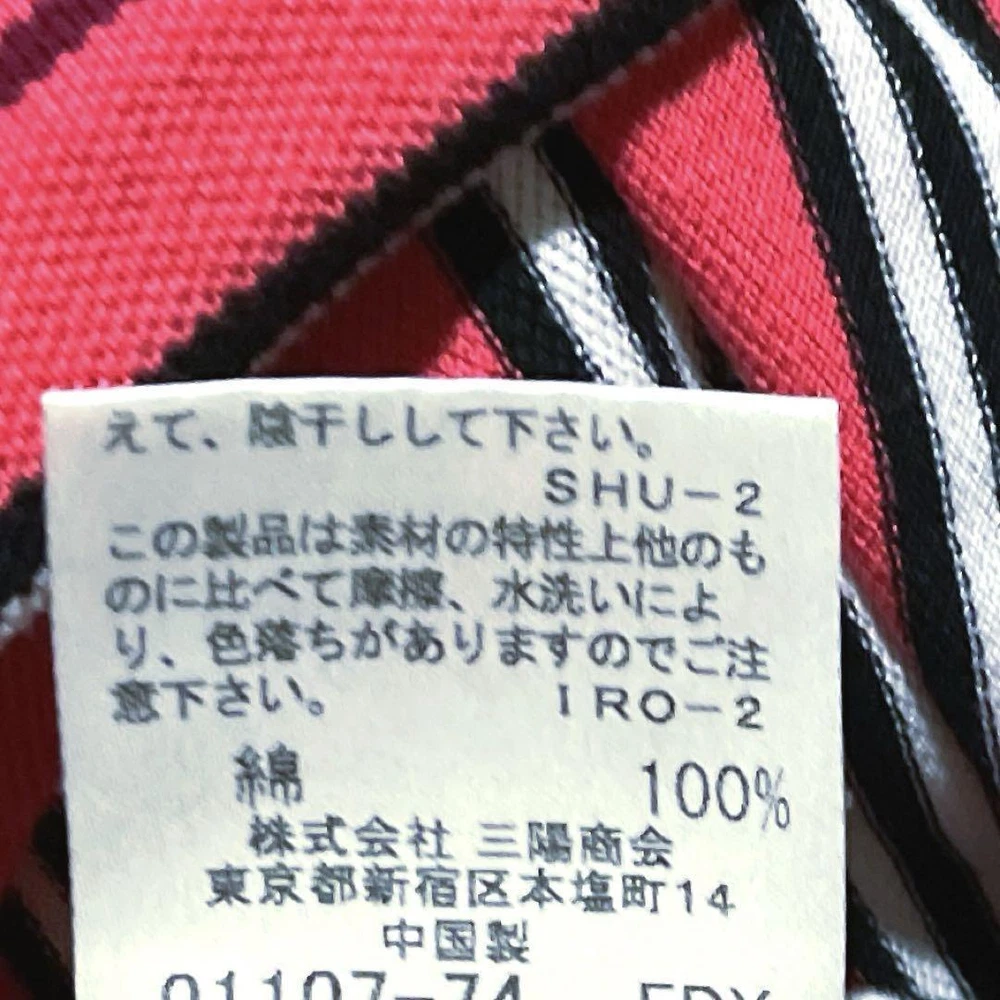 えて、陰干しして下さい。
SHU-2
この製品は素材の特性上他のも
のに比べて摩擦、水洗いによ
り、色落ちがありますのでご注
意下さい。 IRO-2
綿 100%
株式会社 三陽商会
東京都新宿区本塩町14
中国製
01107-74